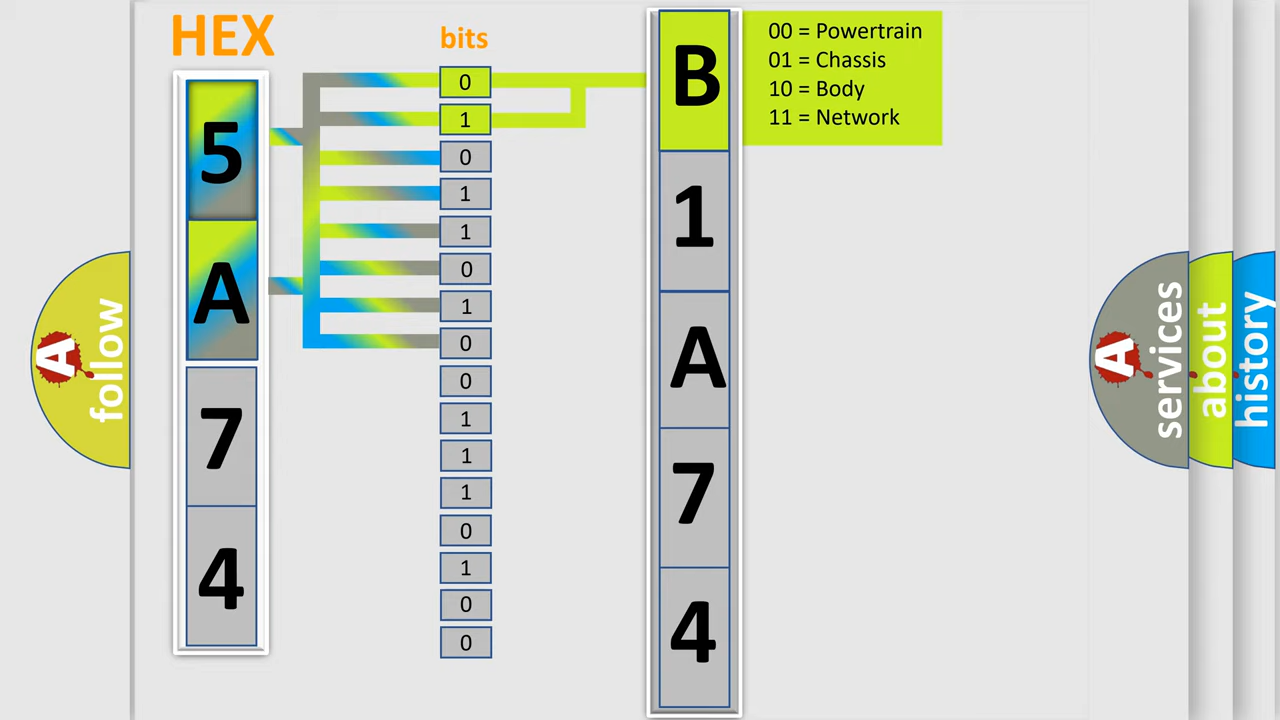 HEX
bits
5
A
7
4
0
1
0
1
1
0
1
0
0
1
1
1
0
1
0
0
B
1
A
7
4
00 = Powertrain
01 = Chassis
10 = Body
11 = Network
A
follow
A
services
about
history